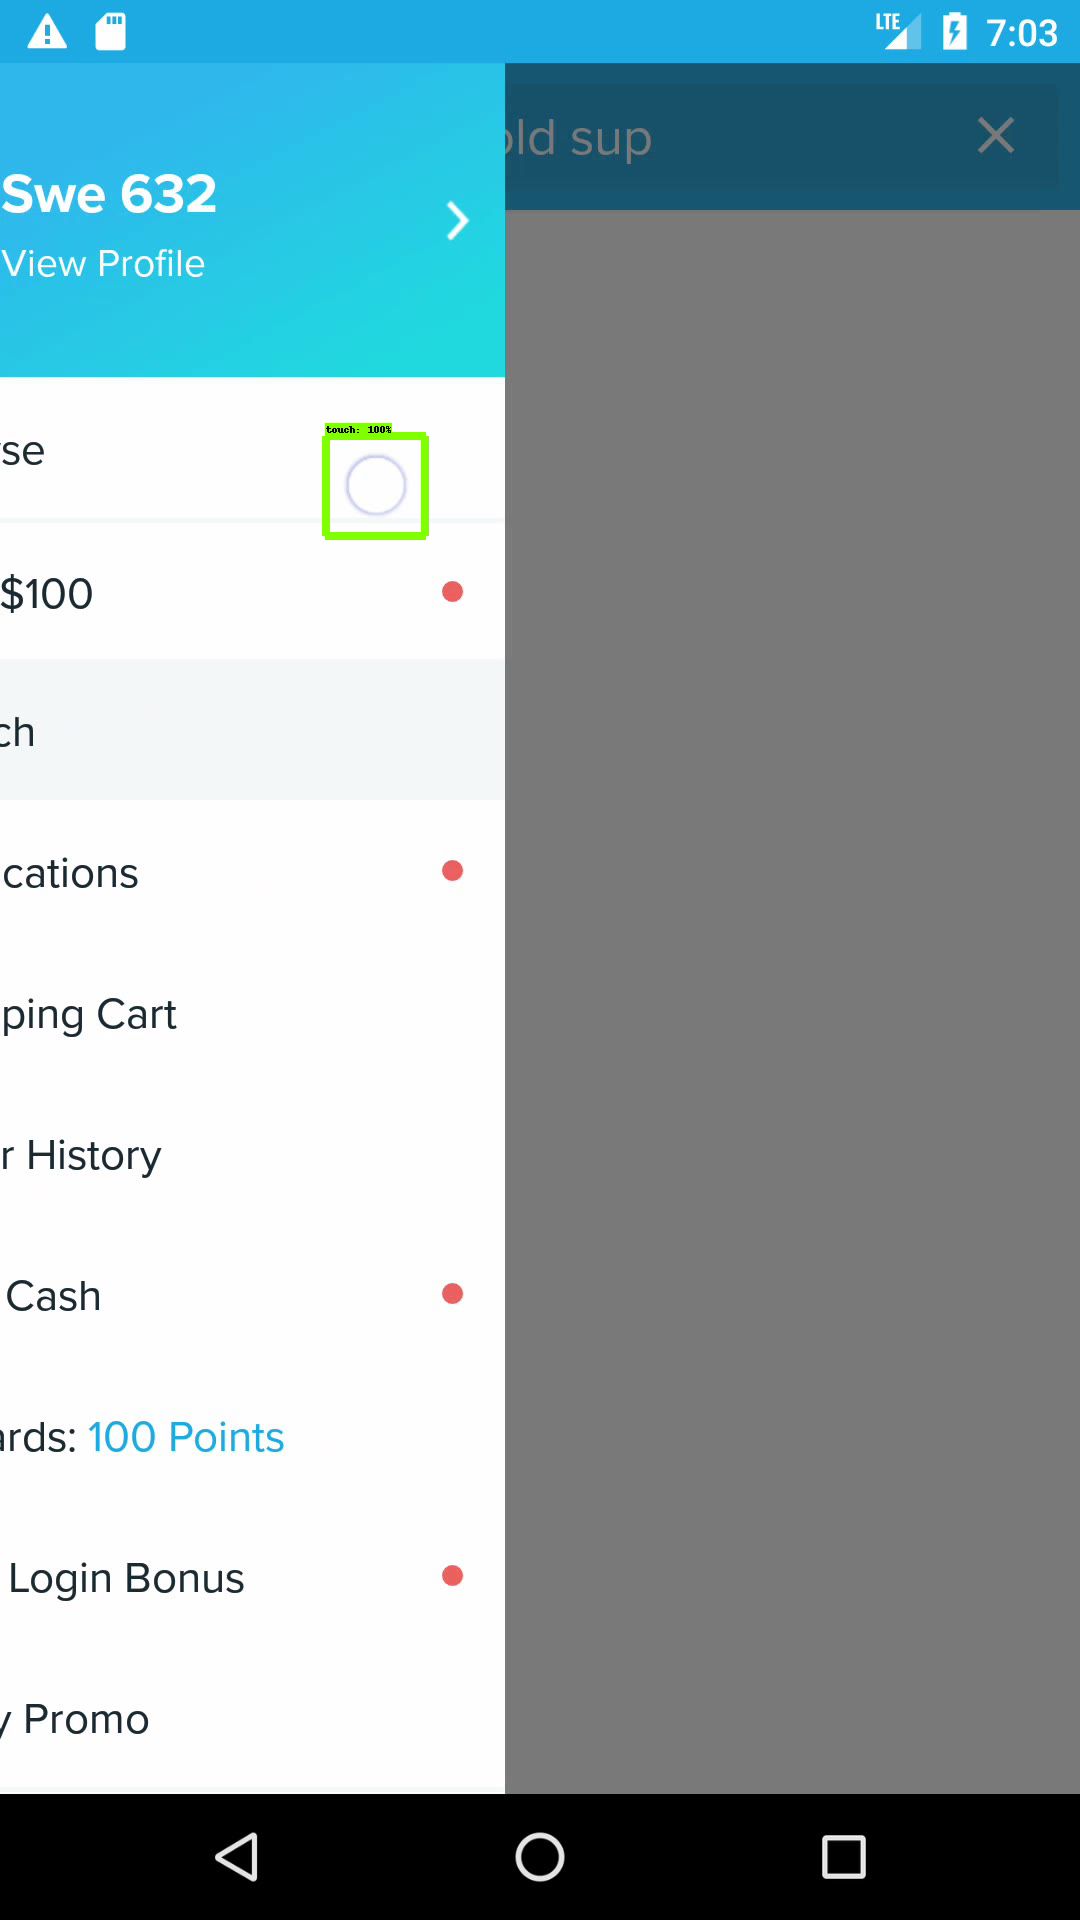 LTE 7:03
old sup
Swe 632
View Profile
se
touch: 100%
$100
ch
cations
ping Cart
r History
Cash
ards: 100 Points
Login Bonus
y Promo